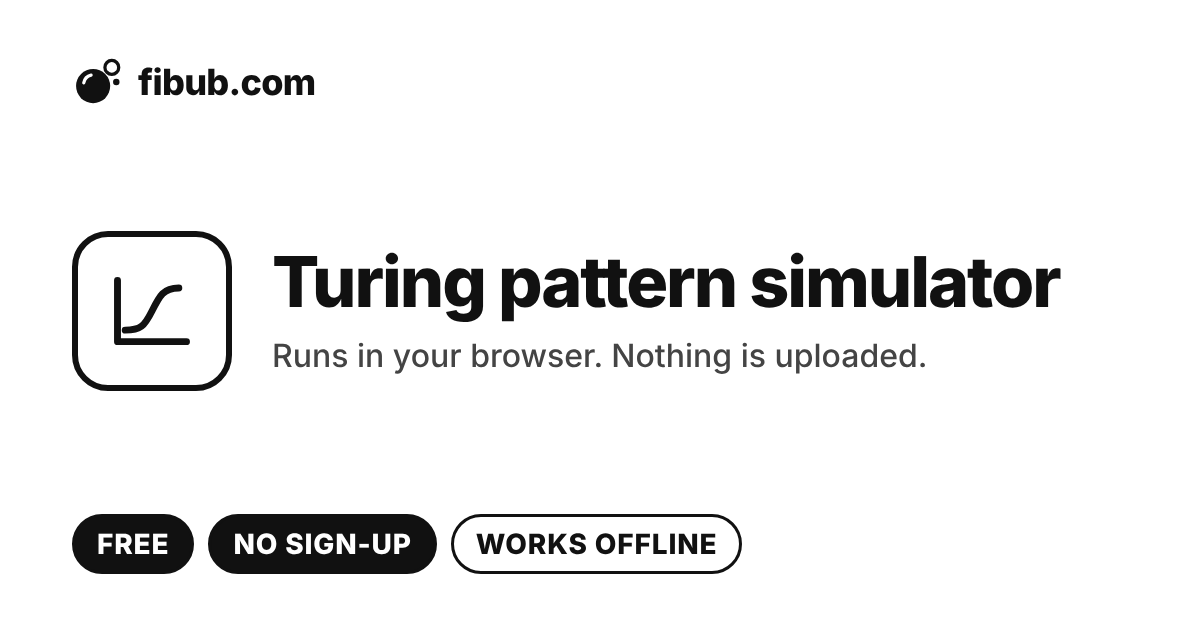 fibub.com
Turing pattern simulator
Runs in your browser. Nothing is uploaded.
FREE
NO SIGN-UP
WORKS OFFLINE